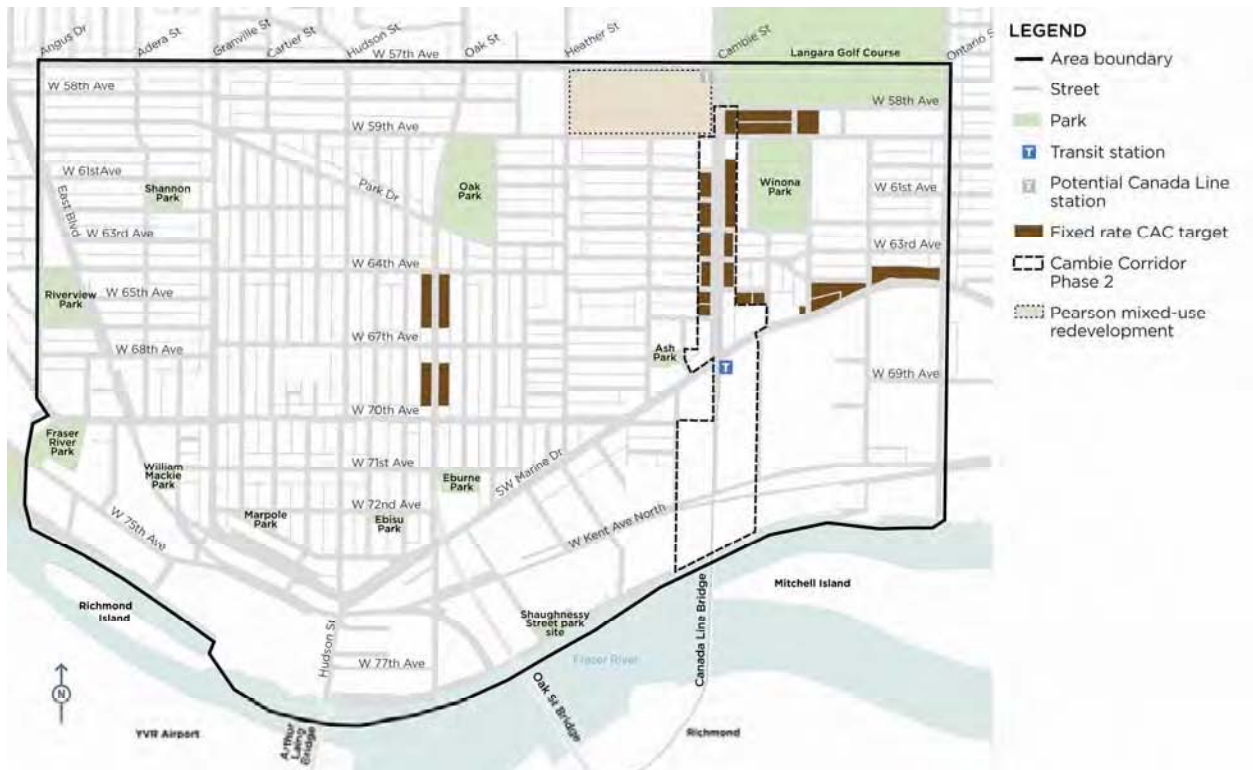 Angus Dr
Adera St
Granville St
Cartier St
Hudson St
W 57th Ave
Oak St
Heather St
Cambie St
Langara Golf Course
Ontario S
W 58th Ave
W 58th Ave
W 59th Ave
W 61stAve
Shannon
Park
Park Dr
Oak
Park
Winona
Park
W 61st Ave
East Blvd
W 63rd Ave
W 63rd Ave
W 64th Ave
Riverview
Park
W 65th Ave
W 67th Ave
W 68th Ave
Ash
Park
T
W 69th Ave
W 70th Ave
Fraser
River
Park
William
Mackie
Park
W 71st Ave
Eburne
Park
SW Marine Dr
W 72nd Ave
Marpole
Park
Ebisu
Park
W 75th Ave
W Kent Ave North
Richmond
Island
Mitchell Island
Shaughnessy
Street park
site
Hudson St
W 77th Ave
Fraser River
Canada Line Bridge
Oak St Bridge
N
YVR Airport
Arthur
Laing
Bridge
Richmond
LEGEND
Area boundary
Street
Park
T Transit station
T Potential Canada Line
station
Fixed rate CAC target
Cambie Corridor
Phase 2
Pearson mixed-use
redevelopment